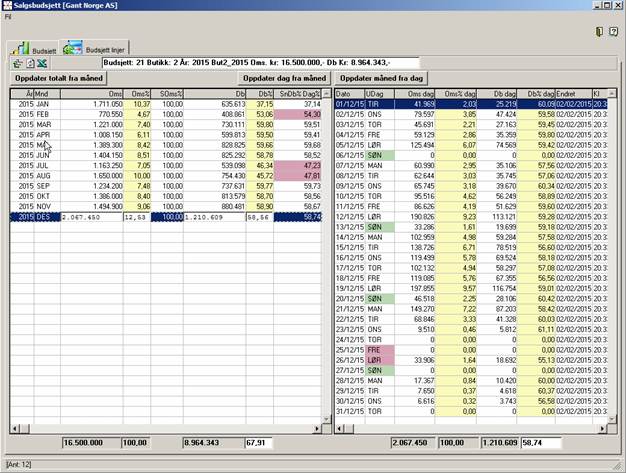 Salgsbudsjett [Gant Norge AS]
Fil
Budsjett Budsjett linjer
Budsjett: 21 Butikk: 2 År: 2015 But2_2015 Oms. kr: 16.500.000,- Db Kr: 8.964.343,-
Oppdater totalt fra måned Oppdater dag fra måned Oppdater måned fra dag
År Mnd Oms Oms% SOms% Db Db% SnDb% Dag%
2015 JAN 1.711.050 10,37 100,00 635.613 37,15 37,14
2015 FEB 770.550 4,67 100,00 408.861 53,06 54,30
2015 MAR 1.221.000 7,40 100,00 730.111 59,80 59,51
2015 APR 1.008.150 6,11 100,00 599.813 59,50 59,41
2015 1.389.300 8,42 100,00 828.825 59,66 59,68
2015 JUN 1.404.150 8,51 100,00 825.292 58,78 58,52
2015 JUL 1.163.250 7,05 100,00 539.098 46,34 47,23
2015 AUG 1.650.000 10,00 100,00 754.430 45,72 47,81
2015 SEP 1.234.200 7,48 100,00 737.631 59,77 59,73
2015 OKT 1.386.000 8,40 100,00 813.579 58,70 58,56
2015 NOV 1.494.900 9,06 100,00 880.481 58,90 58,67
2015 DES 2.067.450 12,53 100,00 1.210.609 58,56 58,74
16.500.000 100,00 8.964.343 67,91
Dato UDag Oms dag Oms% dag Db dag Db% dag Endret Kl
01/12/15 TIR 41.969 2,03 25.219 60,09 02/02/2015 20:3
02/12/15 ONS 79.597 3,85 47.424 59,58 02/02/2015 20:3
03/12/15 TOR 45.691 2,21 27.163 59,45 02/02/2015 20:3
04/12/15 FRE 59.129 2,86 35.359 59,80 02/02/2015 20:3
05/12/15 LØR 125.494 6,07 74.569 59,42 02/02/2015 20:3
06/12/15 SØN 0 0 0,00 02/02/2015 20:3
07/12/15 MAN 60.990 2,95 35.106 57,56 02/02/2015 20:3
08/12/15 TIR 62.644 3,03 35.745 57,06 02/02/2015 20:3
09/12/15 ONS 65.745 3,18 39.670 60,34 02/02/2015 20:3
10/12/15 TOR 95.516 4,62 56.249 58,89 02/02/2015 20:3
11/12/15 FRE 86.626 4,19 51.629 59,60 02/02/2015 20:3
12/12/15 LØR 190.826 9,23 113.121 59,28 02/02/2015 20:3
13/12/15 SØN 33.286 1,61 19.699 59,18 02/02/2015 20:3
14/12/15 MAN 102.959 4,98 59.284 57,58 02/02/2015 20:3
15/12/15 TIR 138.726 6,71 78.519 56,60 02/02/2015 20:3
16/12/15 ONS 119.499 5,78 69.524 58,18 02/02/2015 20:3
17/12/15 TOR 102.132 4,94 58.297 57,08 02/02/2015 20:3
18/12/15 FRE 119.085 5,76 67.355 56,56 02/02/2015 20:3
19/12/15 LØR 197.855 9,57 116.754 59,01 02/02/2015 20:3
20/12/15 SØN 46.518 2,25 28.106 60,42 02/02/2015 20:3
21/12/15 MAN 149.270 7,22 87.203 58,42 02/02/2015 20:3
22/12/15 TIR 68.846 3,33 41.328 60,03 02/02/2015 20:3
23/12/15 ONS 9.510 0,46 5.812 61,11 02/02/2015 20:3
24/12/15 TOR 0 0 0,00 02/02/2015 20:3
25/12/15 FRE 0 0 0,00 02/02/2015 20:3
26/12/15 LØR 33.906 1,64 18.692 55,13 02/02/2015 20:3
27/12/15 SØN 0 0 0,00 02/02/2015 20:3
28/12/15 MAN 17.367 0,84 10.420 60,00 02/02/2015 20:3
29/12/15 TIR 7.650 0,37 4.618 60,37 02/02/2015 20:3
30/12/15 ONS 6.616 0,32 3.743 56,58 02/02/2015 20:3
31/12/15 TOR 0 0 0,00 02/02/2015 20:3
2.067.450 100,00 1.210.609 58,74
[Ant: 12]